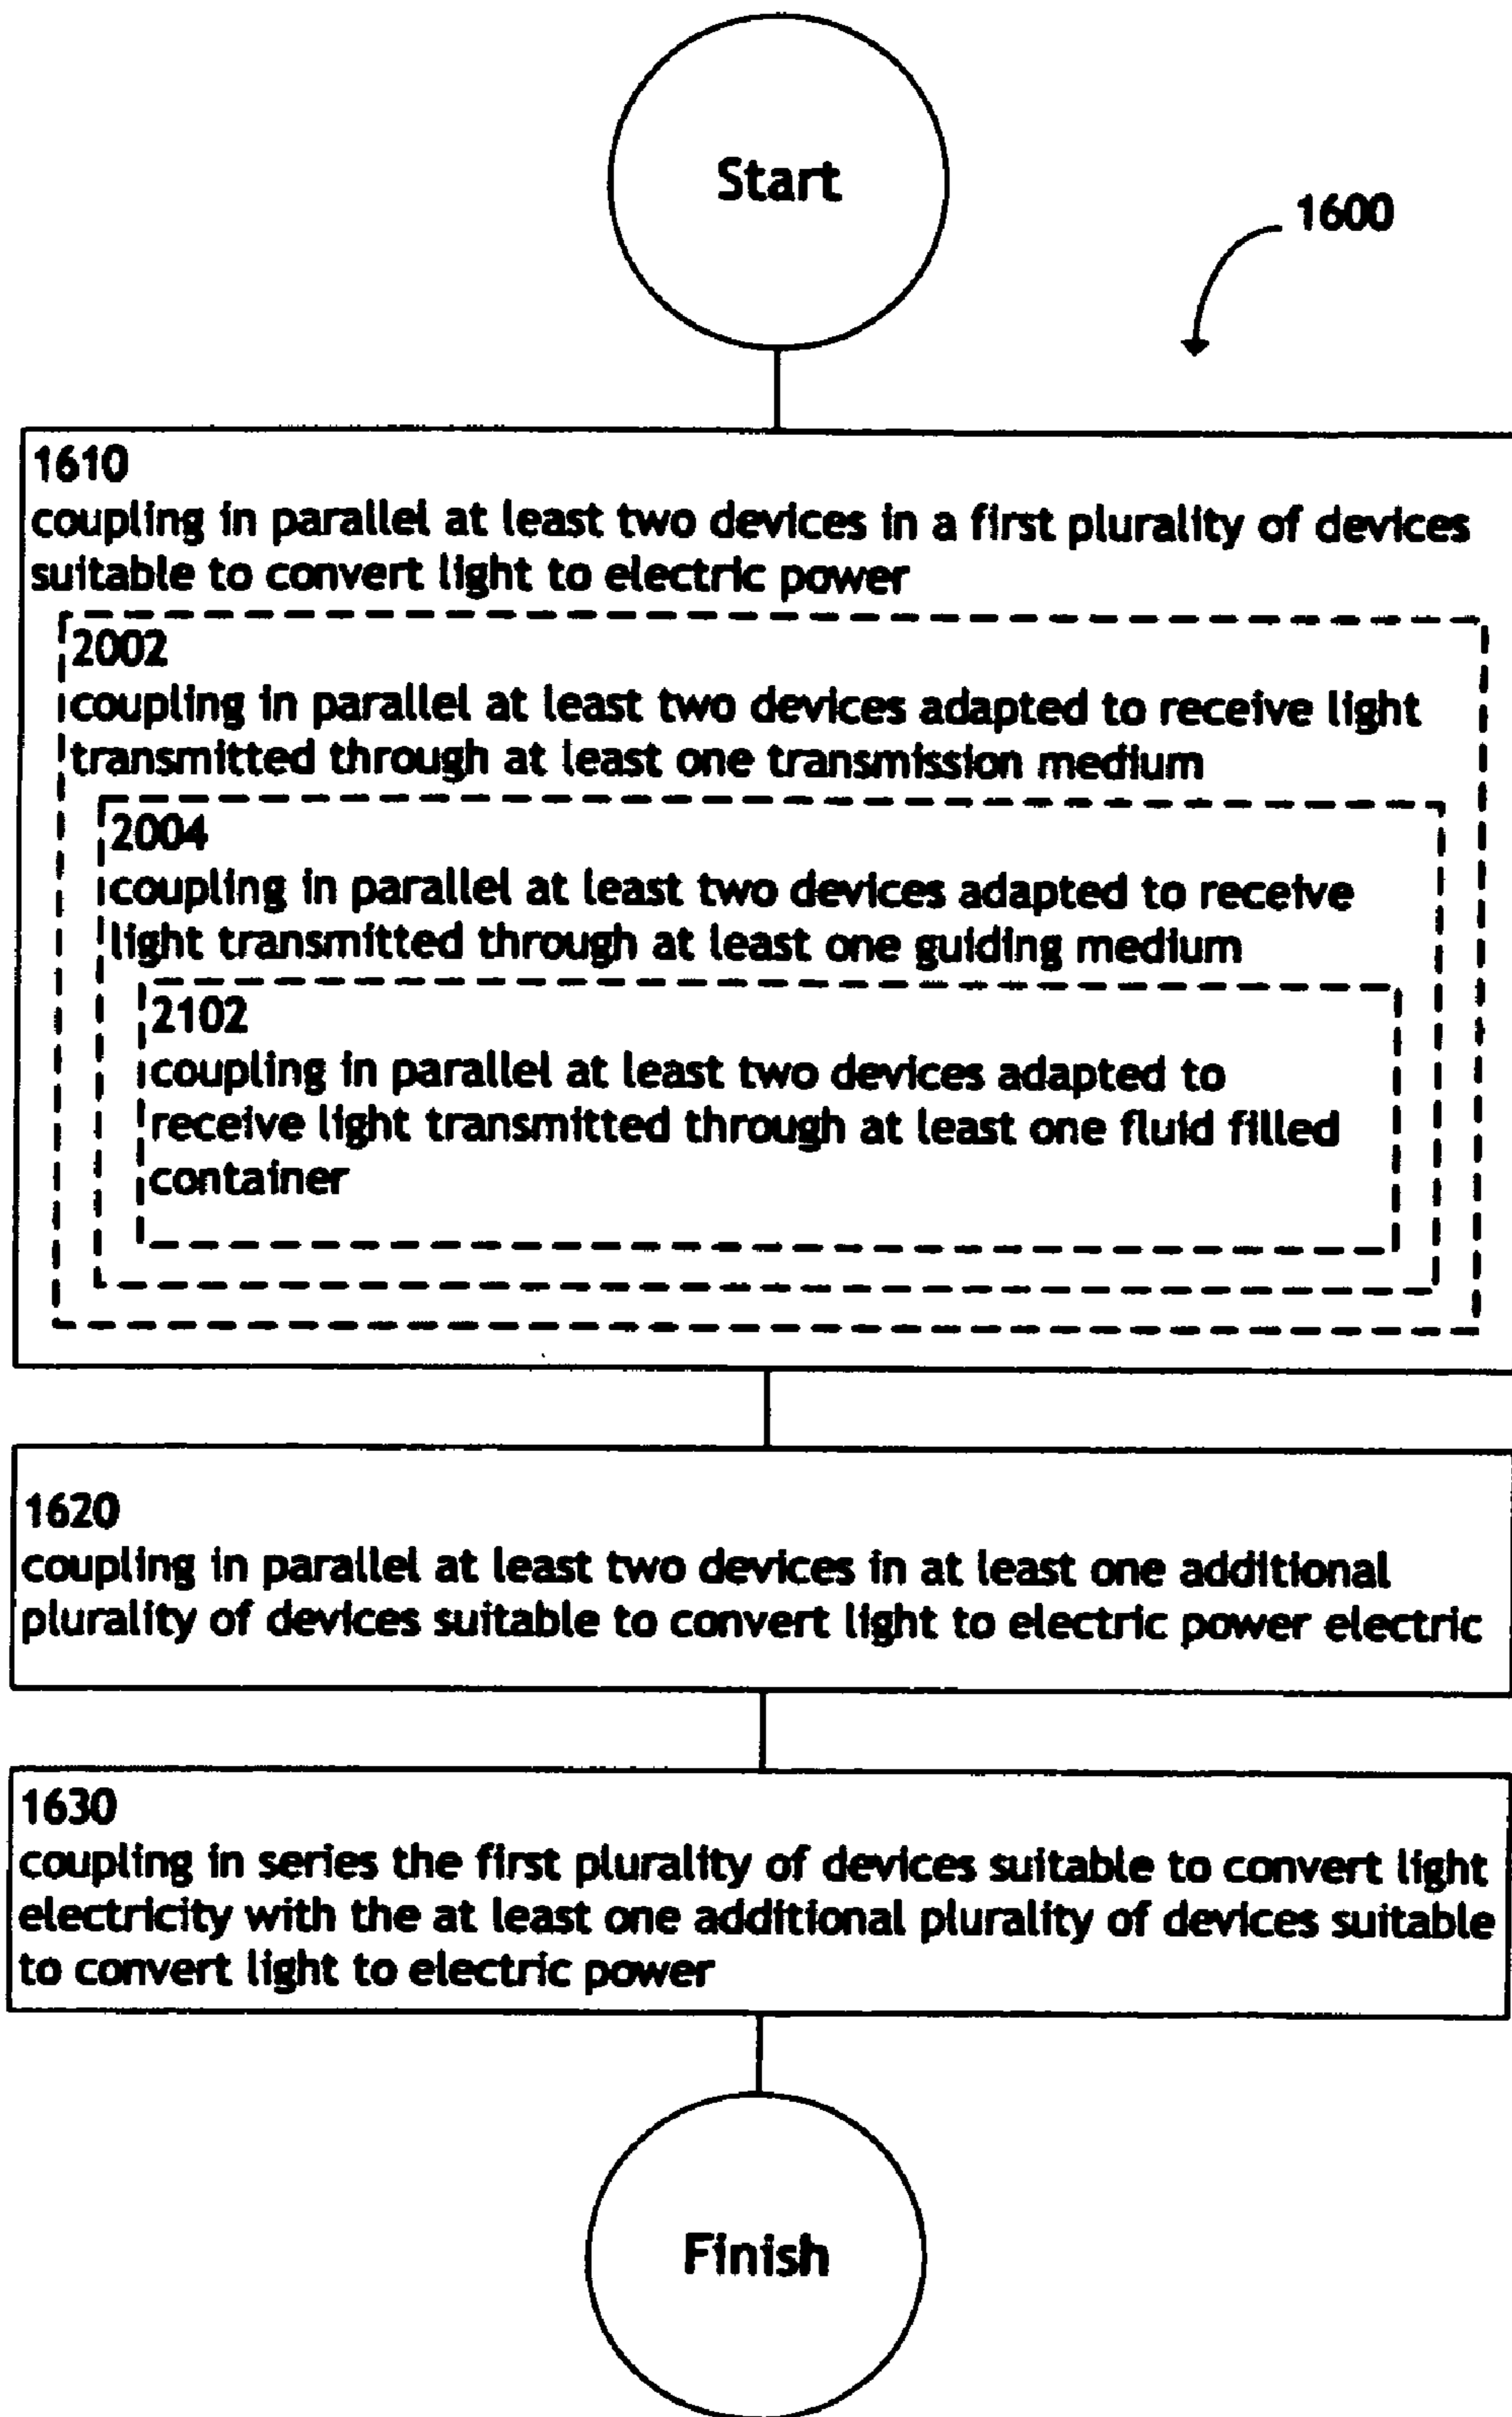 Start
1600
1610
coupling in parallel at least two devices in a first plurality of devices
suitable to convert light to electric power
2002
coupling in parallel at least two devices adapted to receive light
transmitted through at least one transmission medium
2004
coupling in parallel at least two devices adapted to receive
light transmitted through at least one guiding medium
2102
coupling in parallel at least two devices adapted to
receive light transmitted through at least one fluid filled
container
1620
coupling in parallel at least two devices in at least one additional
plurality of devices suitable to convert light to electric power electric
1630
coupling in series the first plurality of devices suitable to convert light
electricity with the at least one additional plurality of devices suitable
to convert light to electric power
Finish